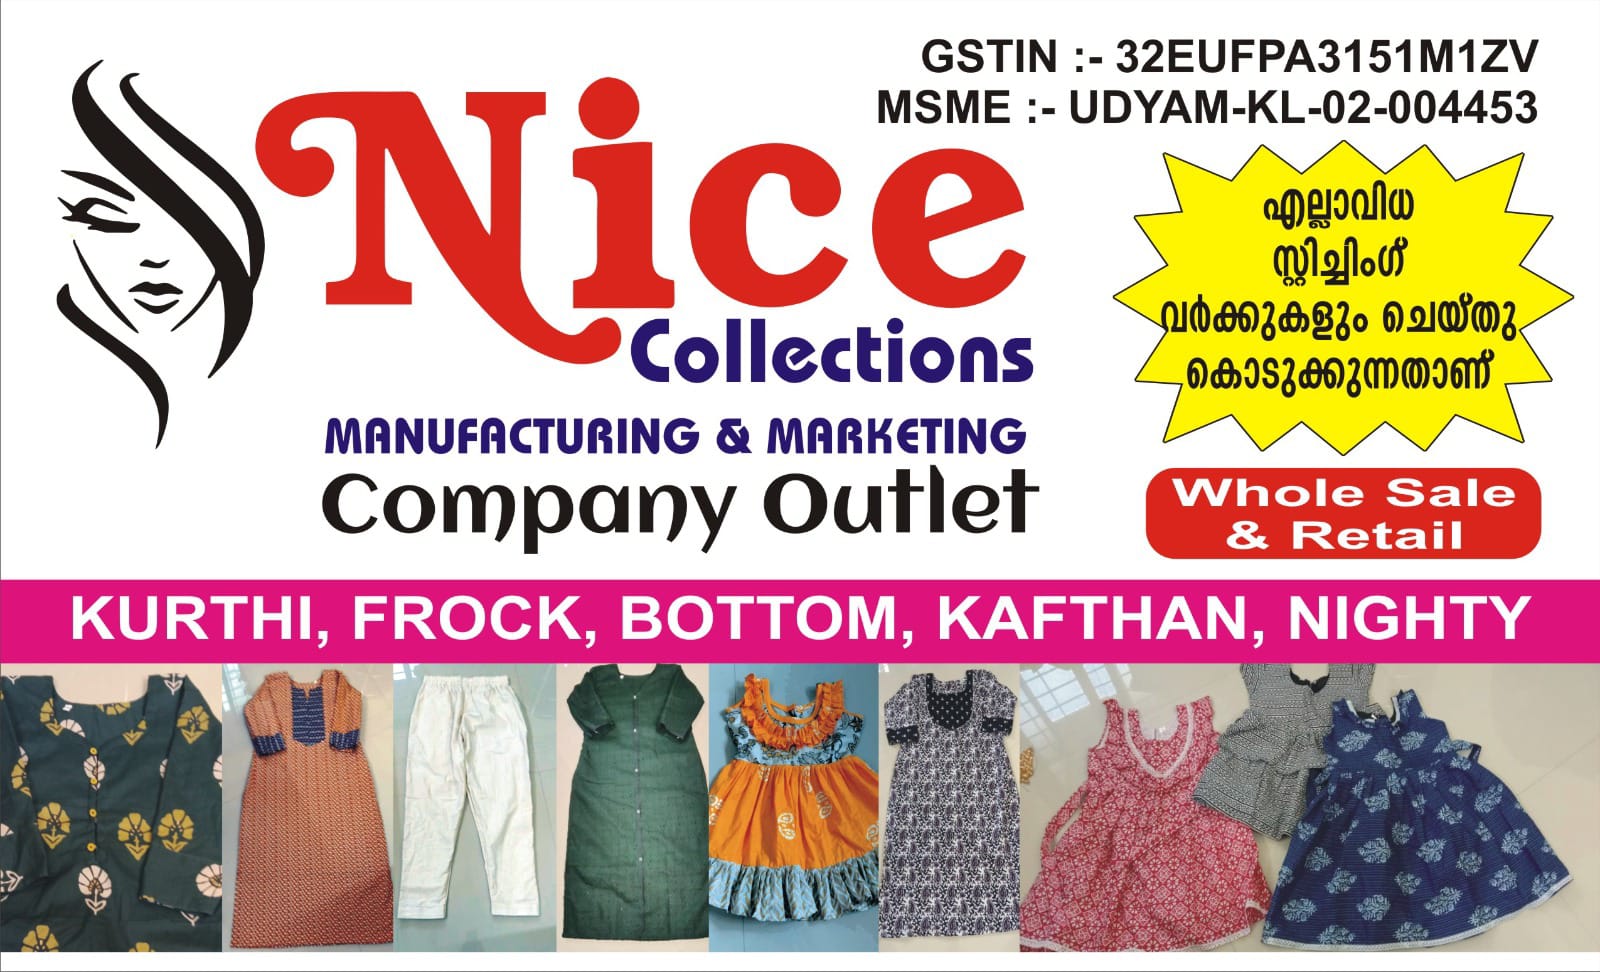 GSTIN :- 32EUFPA3151M1ZV
MSME :- UDYAM-KL-02-004453
Nice
Collections
MANUFACTURING & MARKETING
Company Outlet
എല്ലാവിധ
സ്റ്റിച്ചിംഗ്
വർക്കുകളും ചെയ്തു
കൊടുക്കുന്നതാണ്
Whole Sale
& Retail
KURTHI, FROCK, BOTTOM, KAFTHAN, NIGHTY